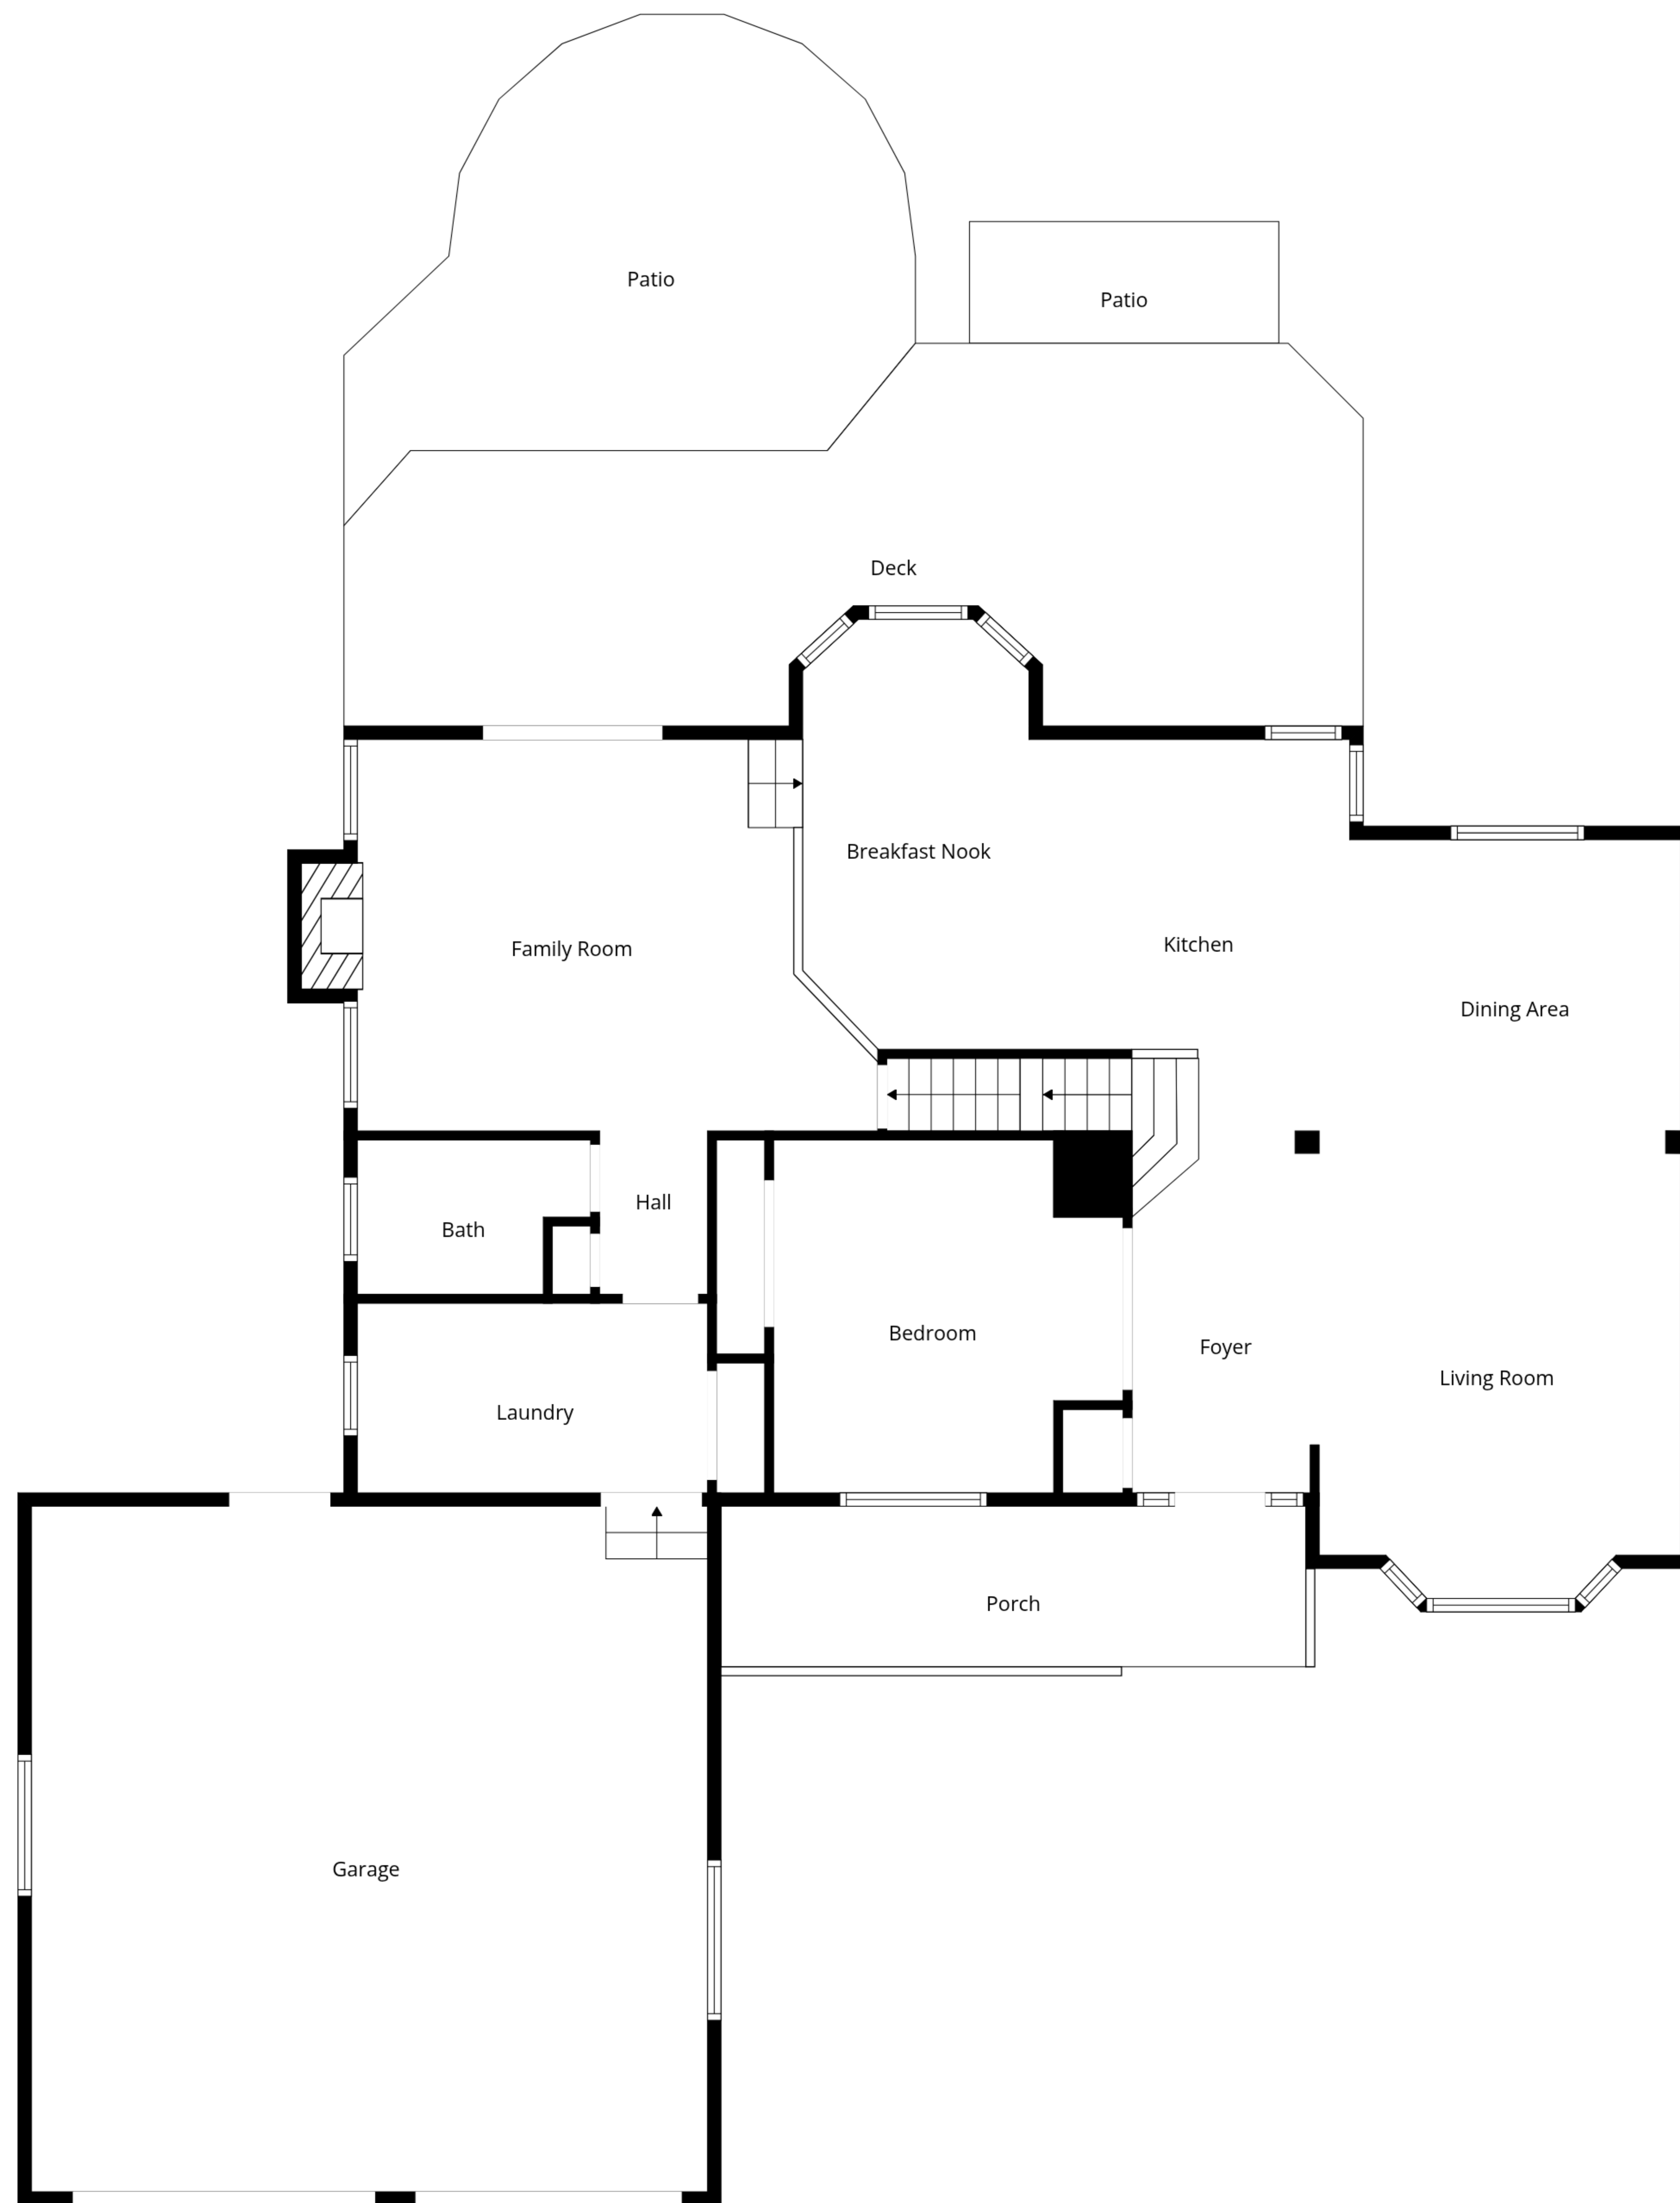 Patio
Patio
Deck
Breakfast Nook
Family Room
Kitchen
Dining Area
Hall
Bath
Bedroom
Foyer
Living Room
Laundry
Porch
Garage